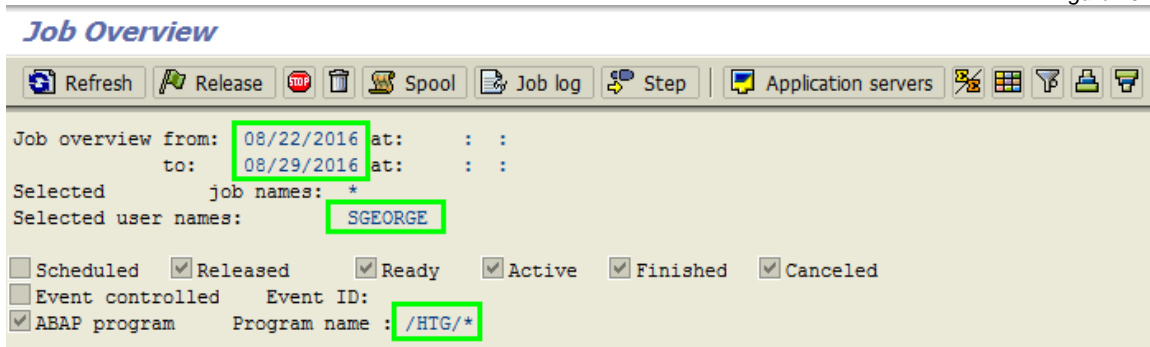 Job Overview
Refresh Release STOP Spool Job log Step Application servers
Job overview from: 08/22/2016 at: : :
to: 08/29/2016 at: : :
Selected job names: *
Selected user names: SGEORGE
Scheduled Released Ready Active Finished Canceled
Event controlled Event ID:
ABAP program Program name : /HTG/*